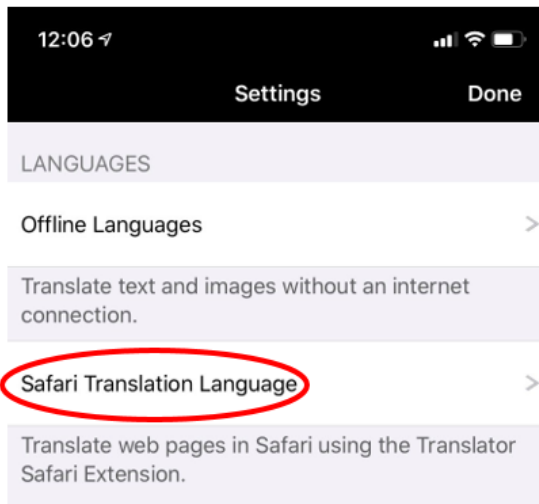 12:06
Settings
Done
LANGUAGES
Offline Languages
Translate text and images without an internet
connection.
Safari Translation Language
Translate web pages in Safari using the Translator
Safari Extension.